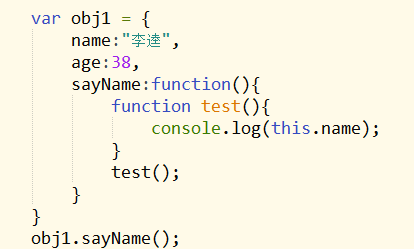 var obj1 = {
    name:"李逵",
    age:38,
    sayName:function(){
        function test(){
            console.log(this.name);
        }
        test();
    }
}
obj1.sayName();